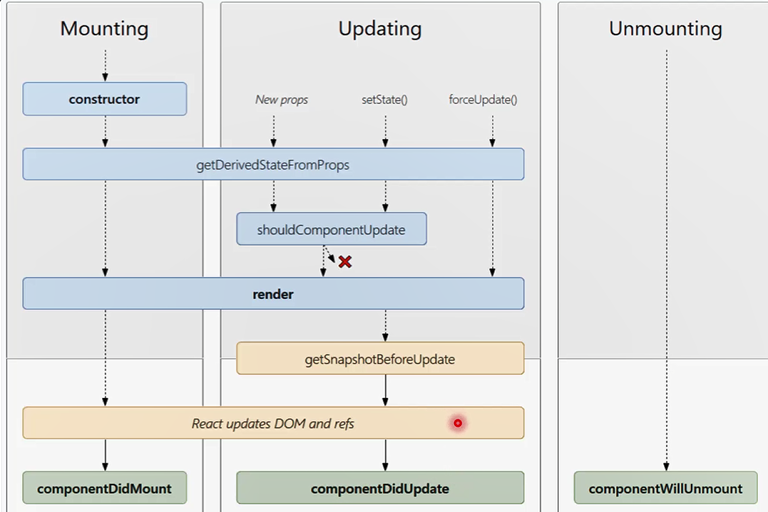 Mounting
Updating
Unmounting
constructor
New props
setState()
forceUpdate()
getDerivedStateFromProps
shouldComponentUpdate
render
getSnapshotBeforeUpdate
React updates DOM and refs
componentDidMount
componentDidUpdate
componentWillUnmount